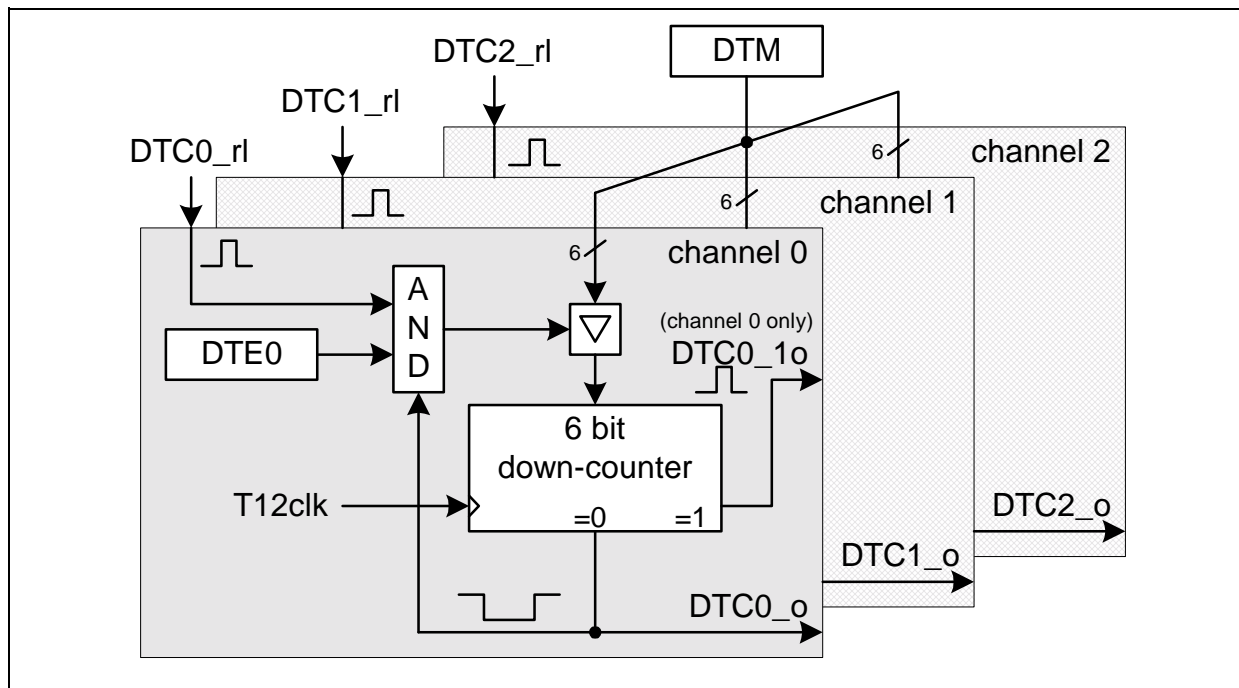 DTM
DTC2_rl
DTC1_rl
DTC0_rl
6
channel 2
6
channel 1
6
channel 0
A
N
D
(channel 0 only)
DTC0_1o
DTE0
6 bit
down-counter
T12clk
=0 =1
DTC2_o
DTC1_o
DTC0_o